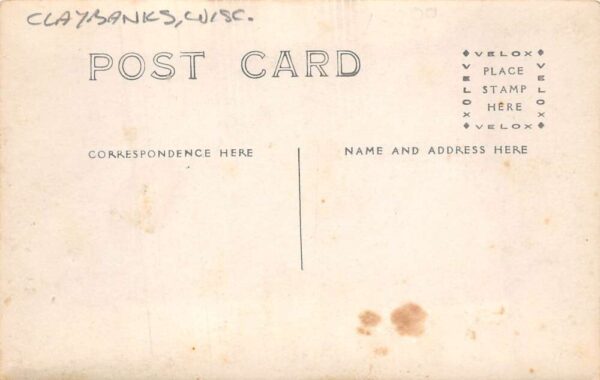 CLAYBANKS, WISC.
POST CARD
◆ VELOX ◆
VELOX
PLACE
STAMP
HERE
VELOX
◆ VELOX ◆
CORRESPONDENCE HERE
NAME AND ADDRESS HERE